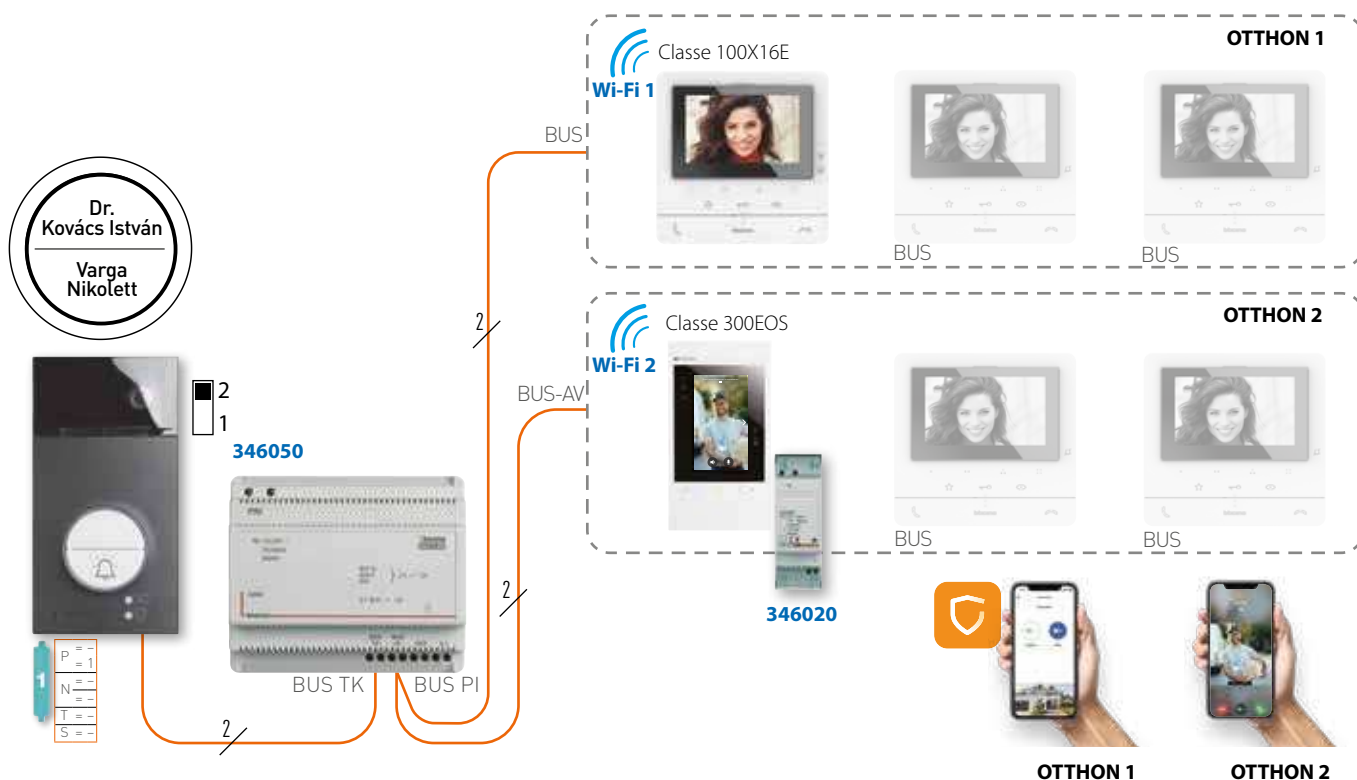 OTTHON 1
Classe 100X16E
Wi-Fi 1
BUS
BUS
BUS
Dr.
Kovács István
Varga
Nikolett
2
OTTHON 2
Classe 300EOS
Wi-Fi 2
BUS-AV
2
1
346050
BUS
BUS
2
346020
1
P = –
= 1
N = –
= –
T = –
S = –
BUS TK
BUS PI
2
OTTHON 1
OTTHON 2